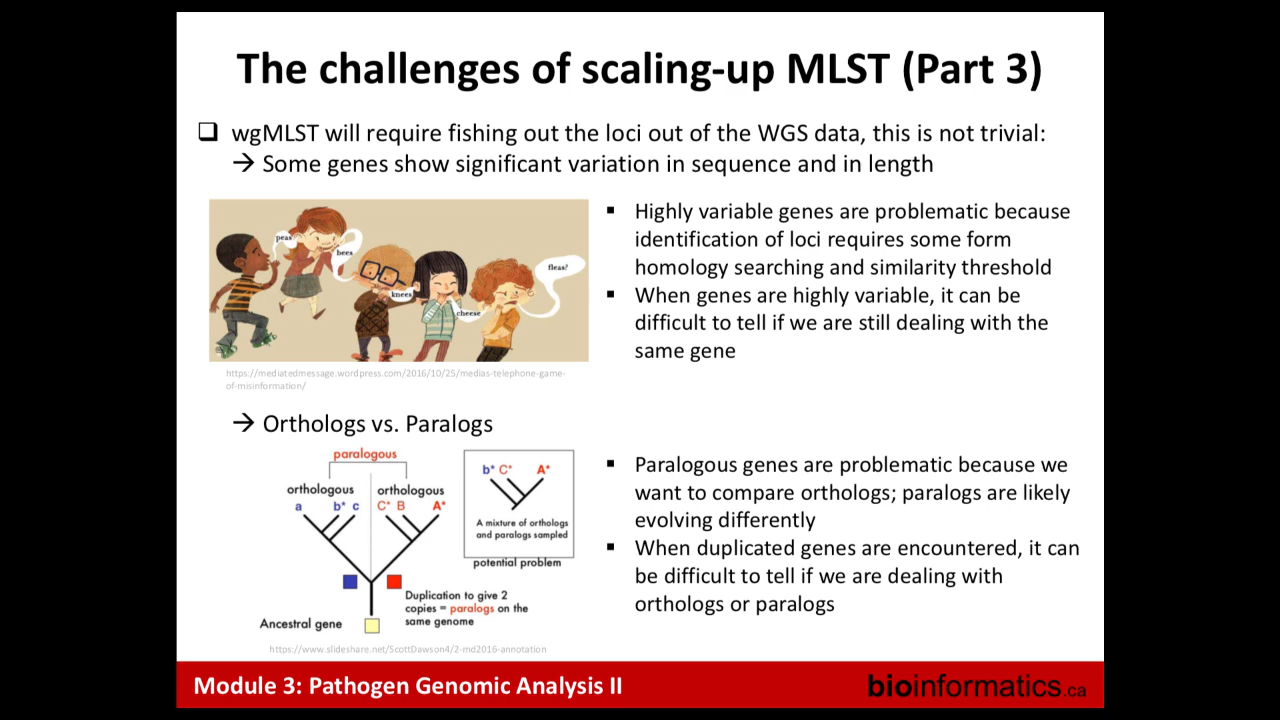 The challenges of scaling-up MLST (Part 3)
❑ wgMLST will require fishing out the loci out of the WGS data, this is not trivial:
→ Some genes show significant variation in sequence and in length
peas
bees
knees
cheese
fleas?
https://mediatedmessage.wordpress.com/2016/10/25/medias-telephone-game-
of-misinformation/
▪ Highly variable genes are problematic because
identification of loci requires some form
homology searching and similarity threshold
▪ When genes are highly variable, it can be
difficult to tell if we are still dealing with the
same gene
→ Orthologs vs. Paralogs
paralogous
orthologous orthologous
a b* c C* B A*
b* C* A*
A mixture of orthologs
and paralogs sampled
potential problem
Duplication to give 2
copies = paralogs on the
same genome
Ancestral gene
https://www.slideshare.net/ScottDawson4/2-md2016-annotation
▪ Paralogous genes are problematic because we
want to compare orthologs; paralogs are likely
evolving differently
▪ When duplicated genes are encountered, it can
be difficult to tell if we are dealing with
orthologs or paralogs
Module 3: Pathogen Genomic Analysis II
bioinformatics.ca